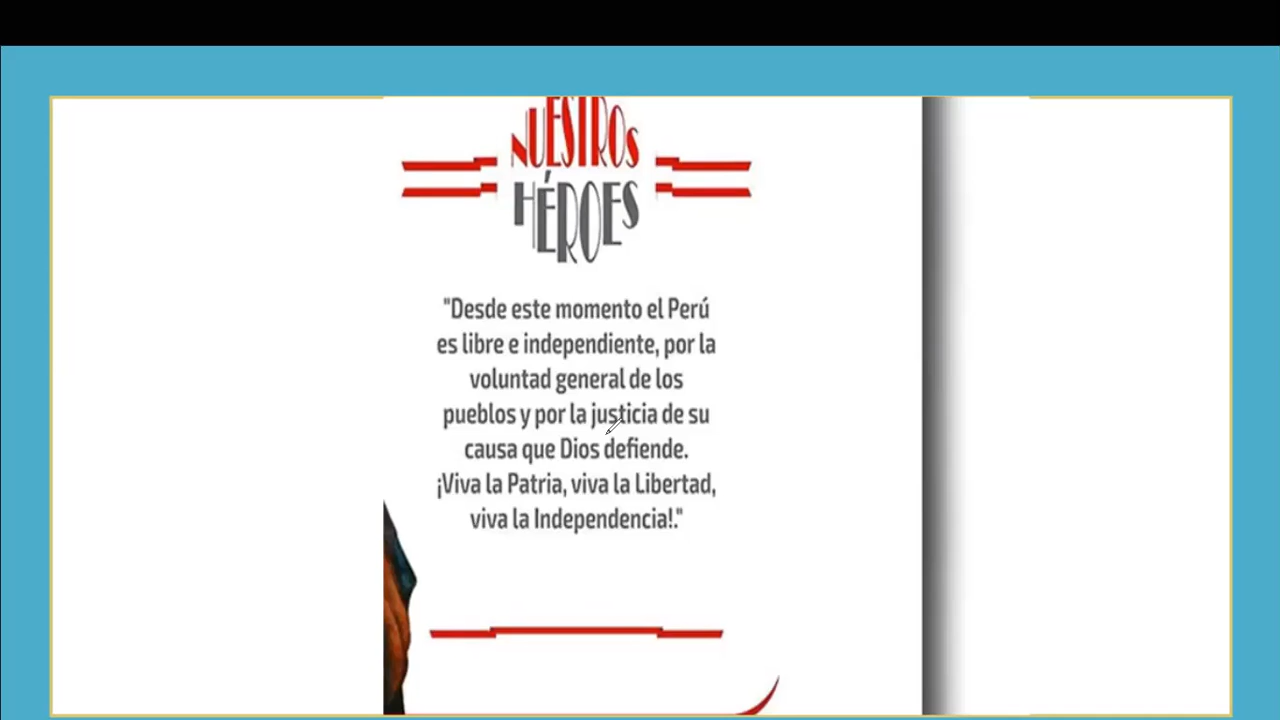 NUESTROS
HÉROES
"Desde este momento el Perú
es libre e independiente, por la
voluntad general de los
pueblos y por la justicia de su
causa que Dios defiende.
¡Viva la Patria, viva la Libertad,
viva la Independencia!."